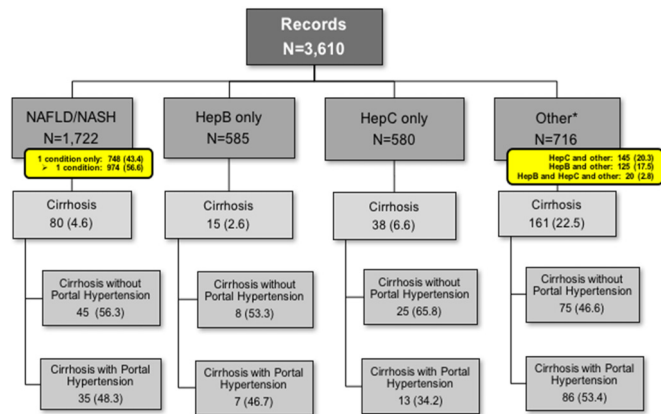 Records
N=3,610
NAFLD/NASH
N=1,722
1 condition only: 748 (43.4)
➢ 1 condition: 974 (56.6)
HepB only
N=585
HepC only
N=580
Other*
N=716
HepC and other: 145 (20.3)
HepB and other: 125 (17.5)
HepB and HepC and other: 20 (2.8)
Cirrhosis
80 (4.6)
Cirrhosis
15 (2.6)
Cirrhosis
38 (6.6)
Cirrhosis
161 (22.5)
Cirrhosis without
Portal Hypertension
45 (56.3)
Cirrhosis without
Portal Hypertension
8 (53.3)
Cirrhosis without
Portal Hypertension
25 (65.8)
Cirrhosis without
Portal Hypertension
75 (46.6)
Cirrhosis with Portal
Hypertension
35 (48.3)
Cirrhosis with Portal
Hypertension
7 (46.7)
Cirrhosis with Portal
Hypertension
13 (34.2)
Cirrhosis with Portal
Hypertension
86 (53.4)